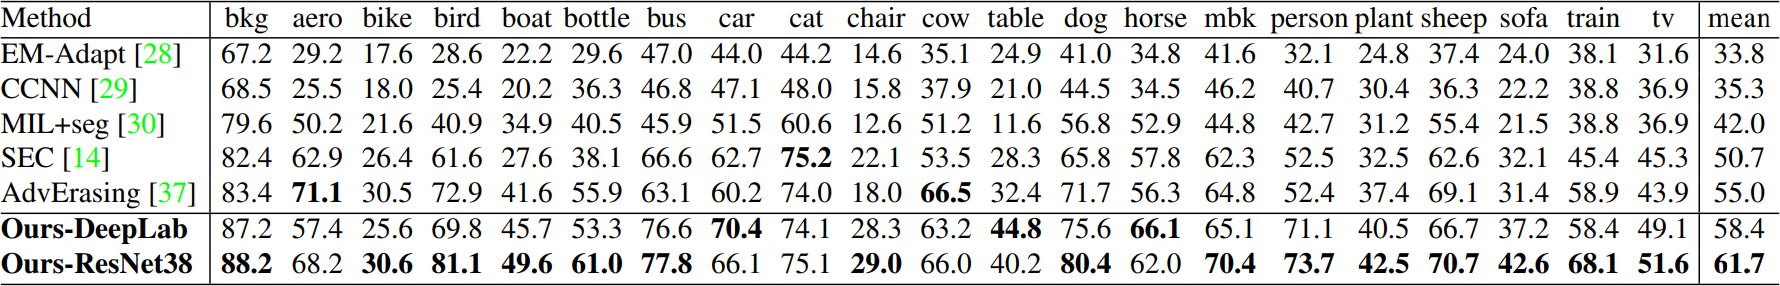 Method bkg aero bike bird boat bottle bus car cat chair cow table dog horse mbk person plant sheep sofa train tv mean
EM-Adapt [28] 67.2 29.2 17.6 28.6 22.2 29.6 47.0 44.0 44.2 14.6 35.1 24.9 41.0 34.8 41.6 32.1 24.8 37.4 24.0 38.1 31.6 33.8
CCNN [29] 68.5 25.5 18.0 25.4 20.2 36.3 46.8 47.1 48.0 15.8 37.9 21.0 44.5 34.5 46.2 40.7 30.4 36.3 22.2 38.8 36.9 35.3
MIL+seg [30] 79.6 50.2 21.6 40.9 34.9 40.5 45.9 51.5 60.6 12.6 51.2 11.6 56.8 52.9 44.8 42.7 31.2 55.4 21.5 38.8 36.9 42.0
SEC [14] 82.4 62.9 26.4 61.6 27.6 38.1 66.6 62.7 75.2 22.1 53.5 28.3 65.8 57.8 62.3 52.5 32.5 62.6 32.1 45.4 45.3 50.7
AdvErasing [37] 83.4 71.1 30.5 72.9 41.6 55.9 63.1 60.2 74.0 18.0 66.5 32.4 71.7 56.3 64.8 52.4 37.4 69.1 31.4 58.9 43.9 55.0
Ours-DeepLab 87.2 57.4 25.6 69.8 45.7 53.3 76.6 70.4 74.1 28.3 63.2 44.8 75.6 66.1 65.1 71.1 40.5 66.7 37.2 58.4 49.1 58.4
Ours-ResNet38 88.2 68.2 30.6 81.1 49.6 61.0 77.8 66.1 75.1 29.0 66.0 40.2 80.4 62.0 70.4 73.7 42.5 70.7 42.6 68.1 51.6 61.7